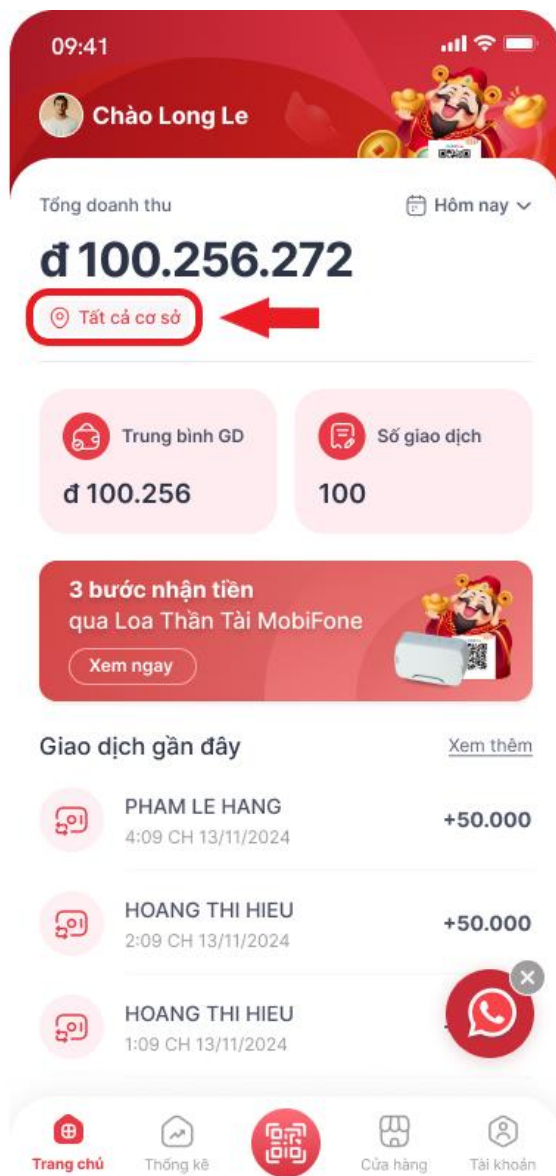 09:41
Chào Long Le
Tổng doanh thu
Hôm nay
đ 100.256.272
Tất cả cơ sở
Trung bình GD
Số giao dịch
đ 100.256
100
3 bước nhận tiền
qua Loa Thần Tài MobiFone
Xem ngay
Giao dịch gần đây
Xem thêm
PHAM LE HANG
+50.000
4:09 CH 13/11/2024
HOANG THI HIEU
+50.000
2:09 CH 13/11/2024
HOANG THI HIEU
1:09 CH 13/11/2024
Trang chủ
Thống kê
Cửa hàng
Tài khoản